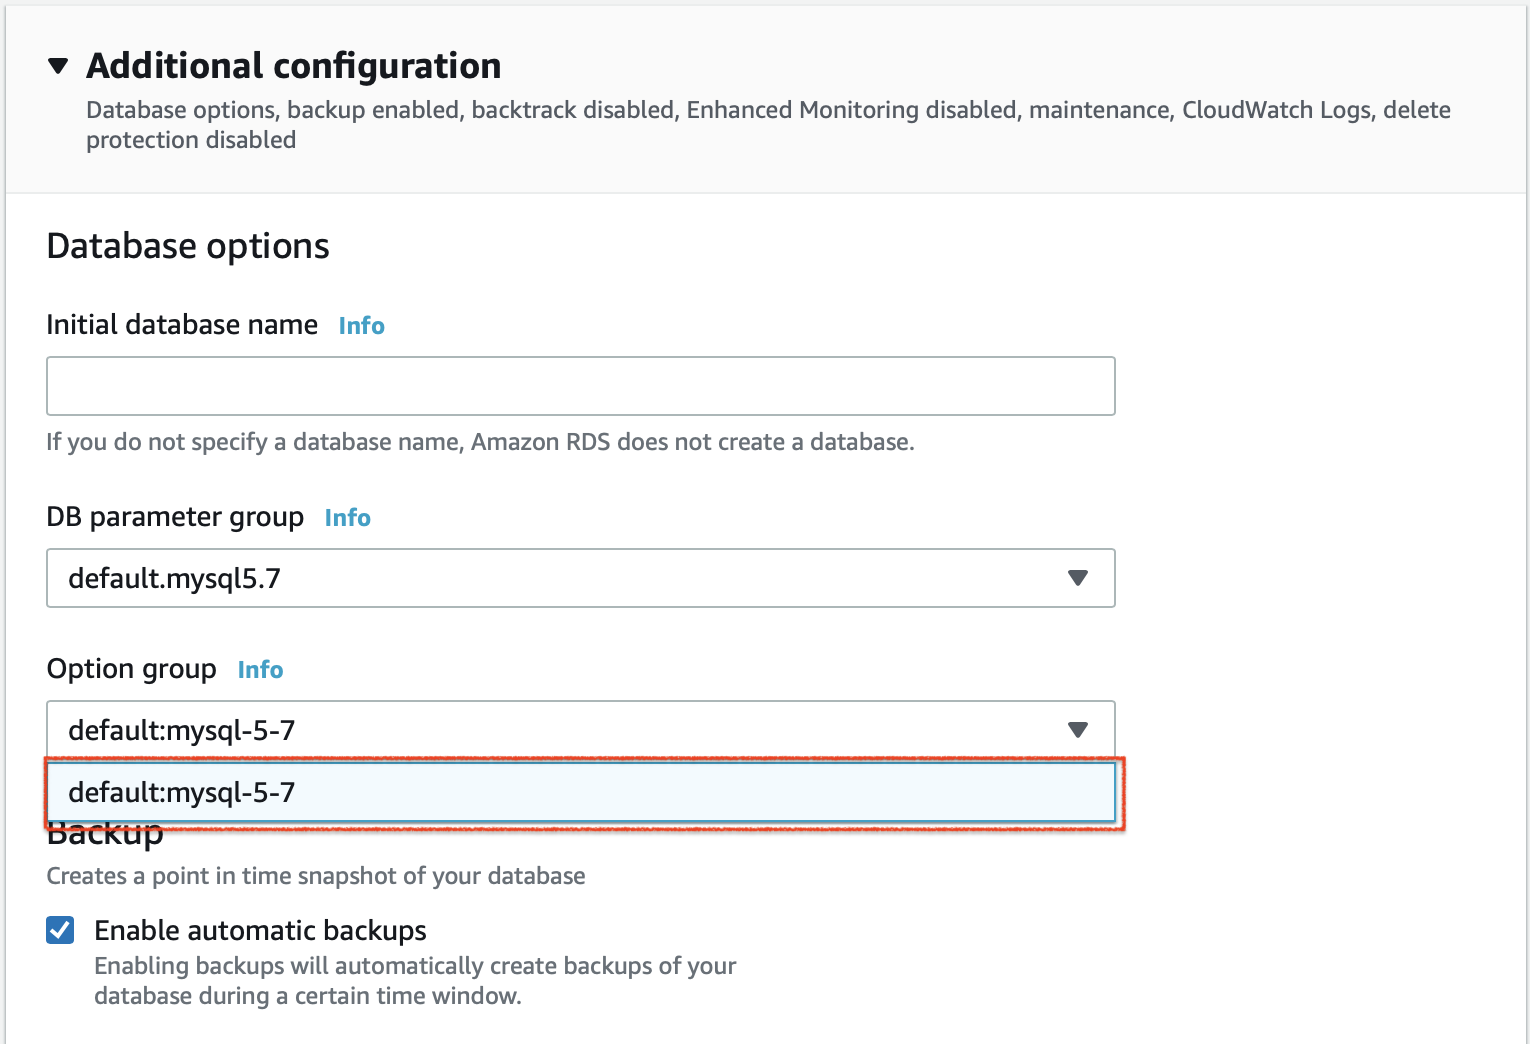 Additional configuration
Database options, backup enabled, backtrack disabled, Enhanced Monitoring disabled, maintenance, CloudWatch Logs, delete
protection disabled
Database options
Initial database name Info
If you do not specify a database name, Amazon RDS does not create a database.
DB parameter group Info
default.mysql5.7
Option group Info
default:mysql-5-7
default:mysql-5-7
Backup
Creates a point in time snapshot of your database
Enable automatic backups
Enabling backups will automatically create backups of your
database during a certain time window.